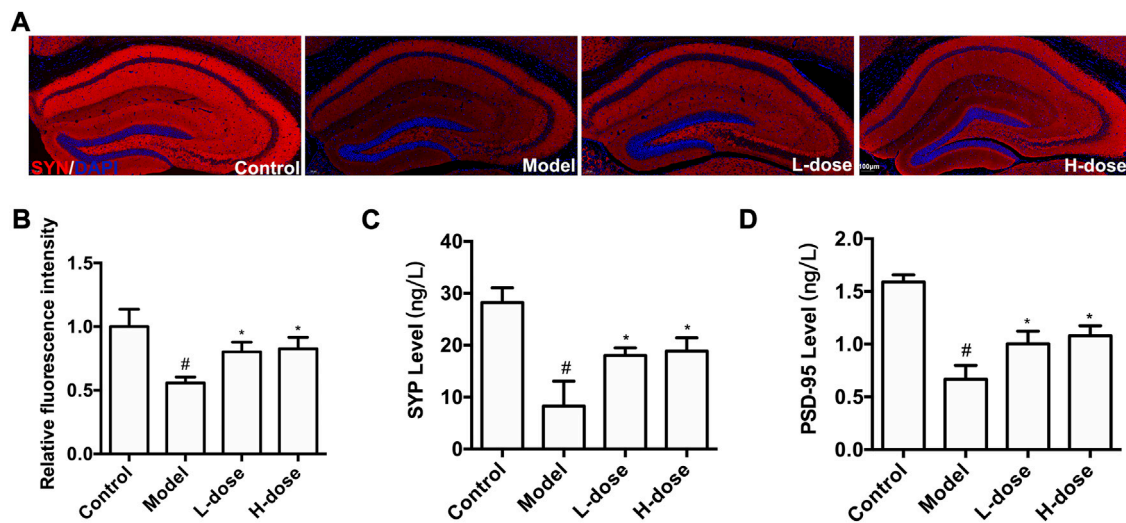 A
SYN/DAPI
Control
Model
L-dose
100μm
H-dose
B
Relative fluorescence intensity
1.5
1.0
0.5
0.0
#
*
*
Control
Model
L-dose
H-dose
C
SYP Level (ng/L)
40
30
20
10
0
#
*
*
Control
Model
L-dose
H-dose
D
PSD-95 Level (ng/L)
2.0
1.5
1.0
0.5
0.0
#
*
*
Control
Model
L-dose
H-dose